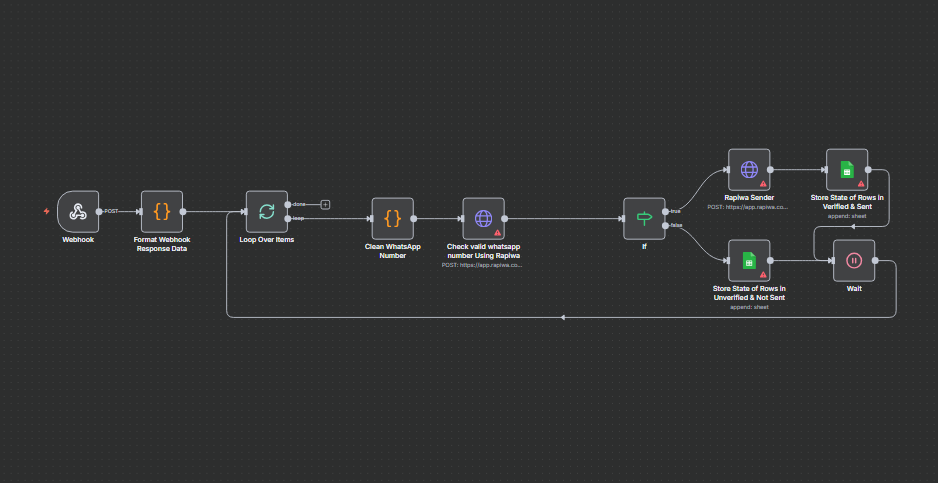 POST
Webhook
Format Webhook
Response Data
done
loop
Loop Over Items
Clean WhatsApp
Number
Check valid whatsapp
number Using Rapiwa
POST: https://app.rapiwa.co...
true
false
If
Rapiwa Sender
POST: https://app.rapiwa.co...
Store State of Rows in
Verified & Sent
append: sheet
Store State of Rows in
Unverified & Not Sent
append: sheet
Wait